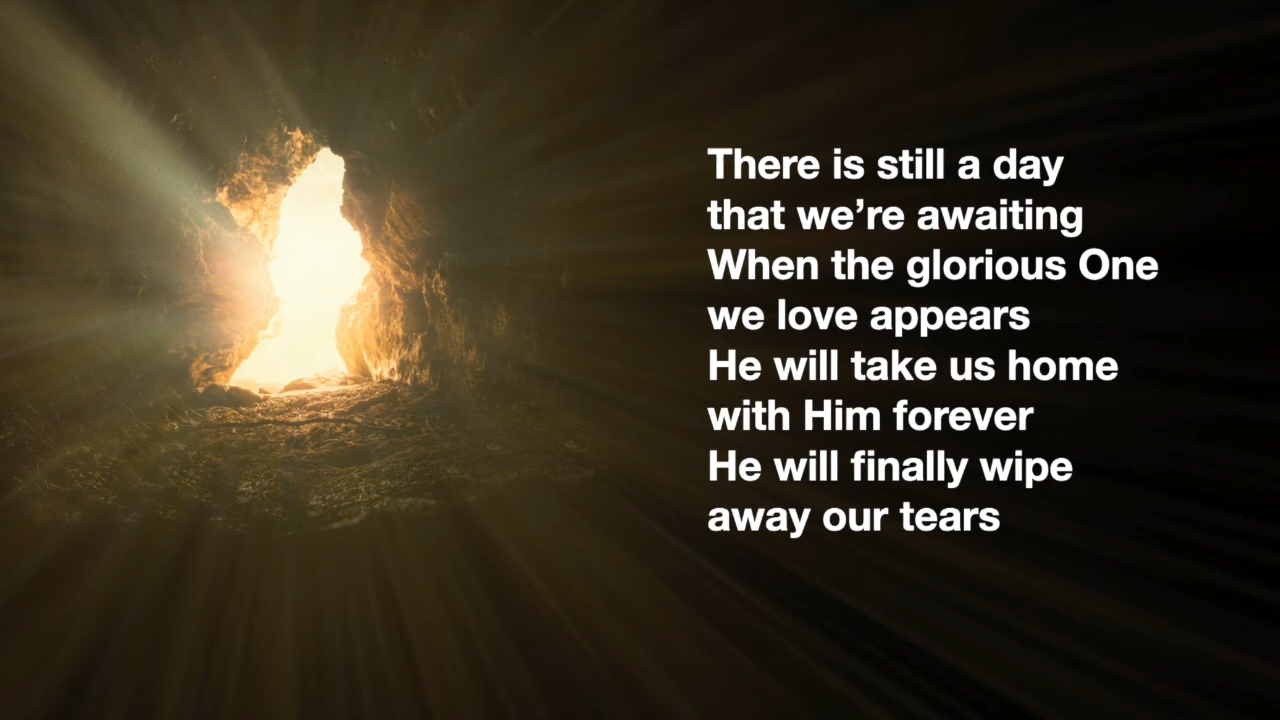 There is still a day
that we’re awaiting
When the glorious One
we love appears
He will take us home
with Him forever
He will finally wipe
away our tears